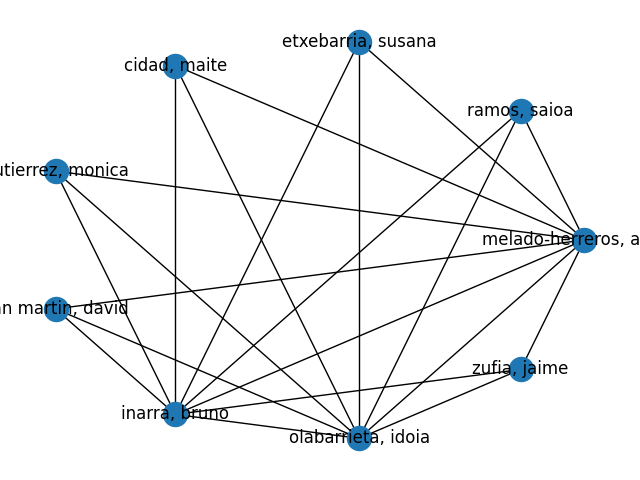 etxebarria, susana
cidad, maite
ramos, saioa
utierrez, monica
melado-herreros, a
an martin, david
zufia, jaime
inarra, bruno
olabarrieta, idoia